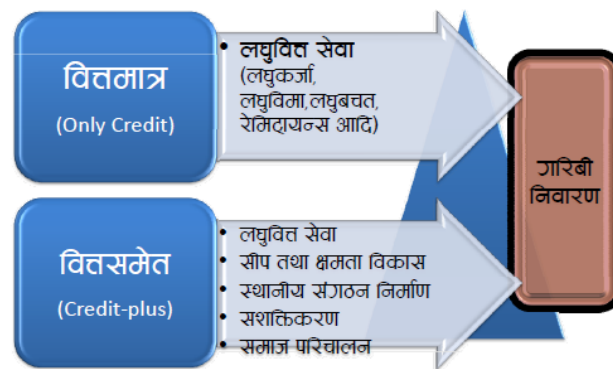 वित्तमात्र
(Only Credit)
• लघुवित्त सेवा
(लघुकर्जा,
लघुविमा,लघुबचत,
रेमिटायन्स आदि)
वित्तसमेत
(Credit-plus)
• लघुवित्त सेवा
• सीप तथा क्षमता विकास
• स्थानीय संगठन निर्माण
• सशक्तिकरण
• समाज परिचालन
गरिबी
निवारण